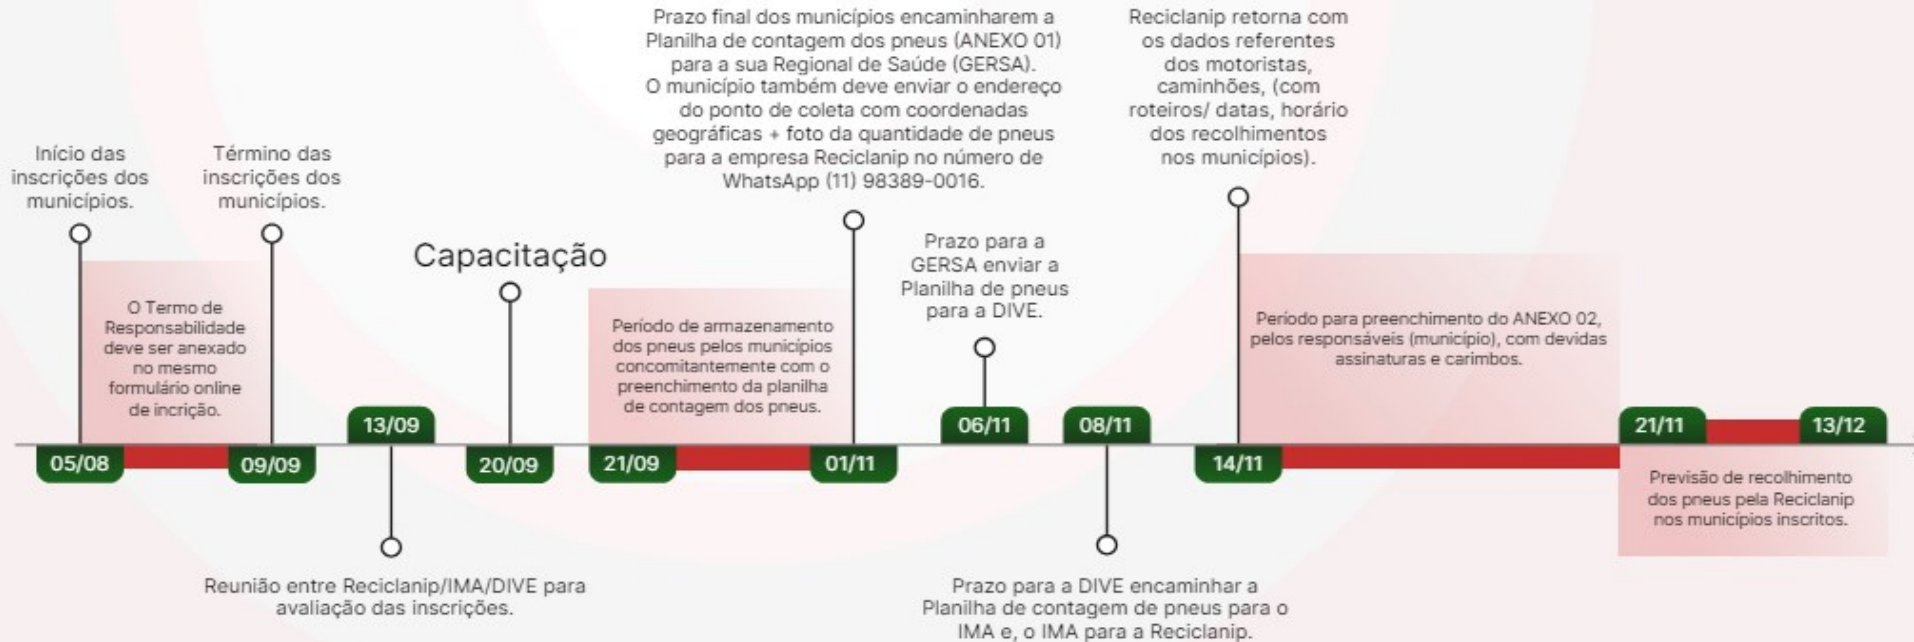 Início das
inscrições dos
municípios.
O Termo de
Responsabilidade
deve ser anexado
no mesmo
formulário online
de incrição.
05/08
Término das
inscrições dos
municípios.
09/09
13/09
Reunião entre Reciclanip/IMA/DIVE para
avaliação das inscrições.
Capacitação
20/09
Período de armazenamento
dos pneus pelos municípios
concomitantemente com o
preenchimento da planilha
de contagem dos pneus.
21/09
Prazo final dos municípios encaminharem a
Planilha de contagem dos pneus (ANEXO 01)
para a sua Regional de Saúde (GERSA).
O município também deve enviar o endereço
do ponto de coleta com coordenadas
geográficas + foto da quantidade de pneus
para a empresa Reciclanip no número de
WhatsApp (11) 98389-0016.
01/11
Prazo para a
GERSA enviar a
Planilha de pneus
para a DIVE.
06/11
08/11
Prazo para a DIVE encaminhar a
Planilha de contagem de pneus para o
IMA e, o IMA para a Reciclanip.
Reciclanip retorna com
os dados referentes
dos motoristas,
caminhões, (com
roteiros/ datas, horário
dos recolhimentos
nos municípios).
14/11
Período para preenchimento do ANEXO 02,
pelos responsáveis (município), com devidas
assinaturas e carimbos.
21/11
13/12
Previsão de recolhimento
dos pneus pela Reciclanip
nos municípios inscritos.